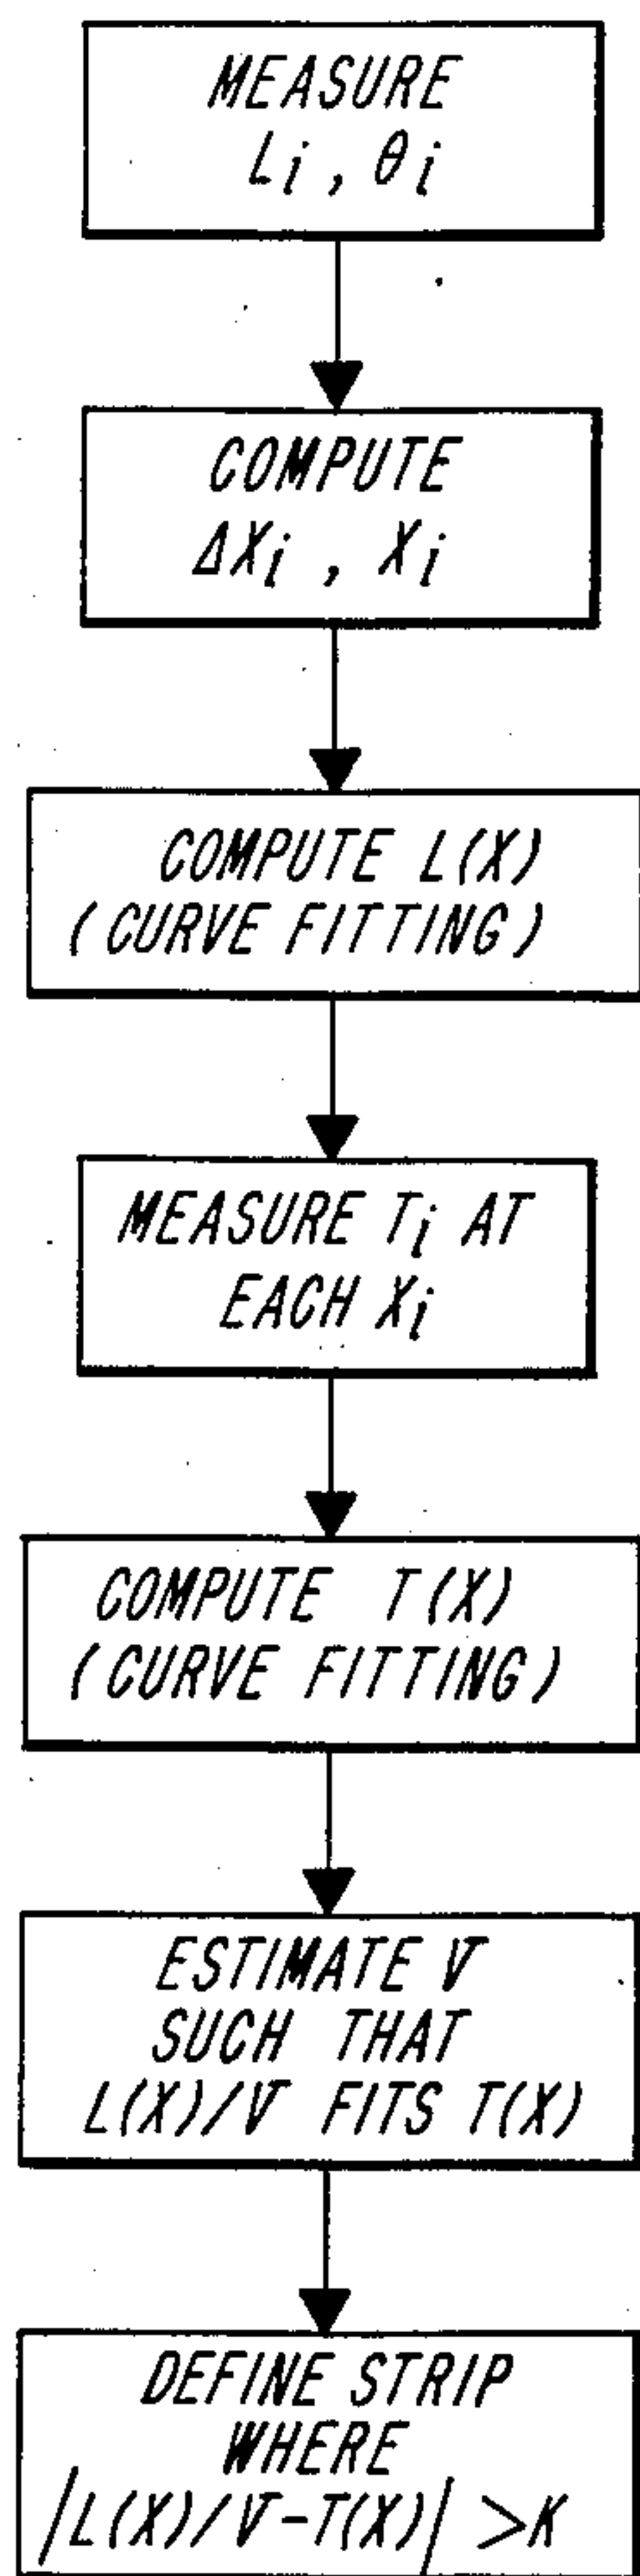 MEASURE
Li, θi
COMPUTE
ΔXi, Xi
COMPUTE L(X)
(CURVE FITTING)
MEASURE Ti AT
EACH Xi
COMPUTE T(X)
(CURVE FITTING)
ESTIMATE V
SUCH THAT
L(X)/V FITS T(X)
DEFINE STRIP
WHERE
|L(X)/V-T(X)| >K